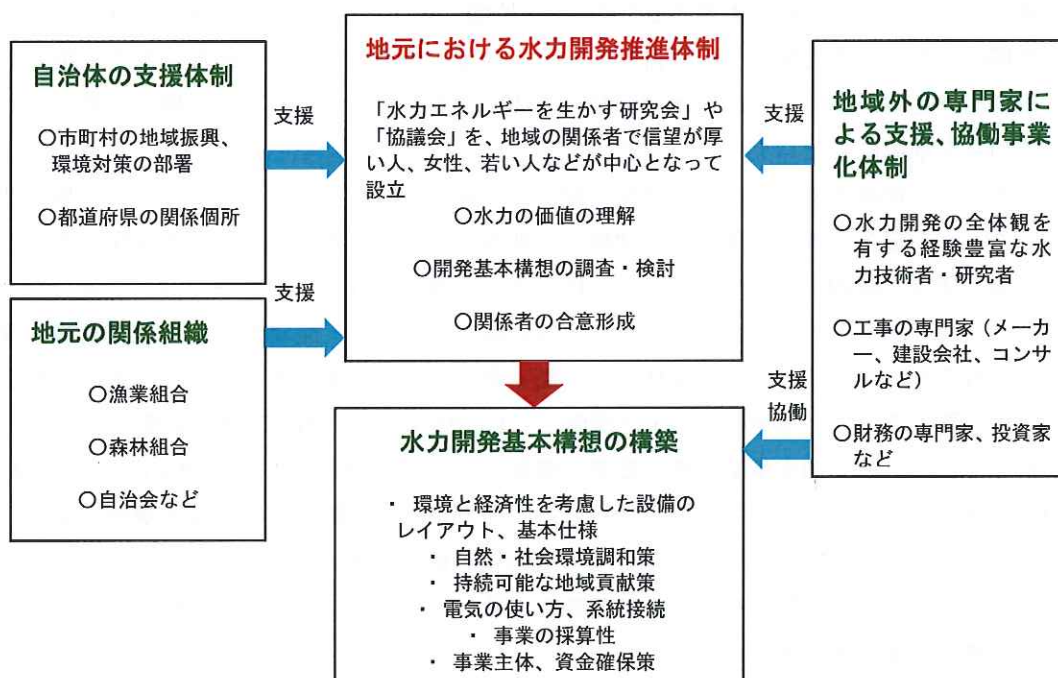 自治体の支援体制
○市町村の地域振興、
環境対策の部署
○都道府県の関係個所
支援
地元の関係組織
○漁業組合
○森林組合
○自治会など
支援
地元における水力開発推進体制
「水力エネルギーを生かす研究会」や
「協議会」を、地域の関係者で信望が厚
い人、女性、若い人などが中心となって
設立
○水力の価値の理解
○開発基本構想の調査・検討
○関係者の合意形成
水力開発基本構想の構築
・ 環境と経済性を考慮した設備の
レイアウト、基本仕様
・ 自然・社会環境調和策
・ 持続可能な地域貢献策
・ 電気の使い方、系統接続
・ 事業の採算性
・ 事業主体、資金確保策
支援
支援
協働
地域外の専門家に
よる支援、協働事業
化体制
○水力開発の全体観を
有する経験豊富な水
力技術者・研究者
○工事の専門家（メーカ
ー、建設会社、コンサ
ルなど）
○財務の専門家、投資家
など